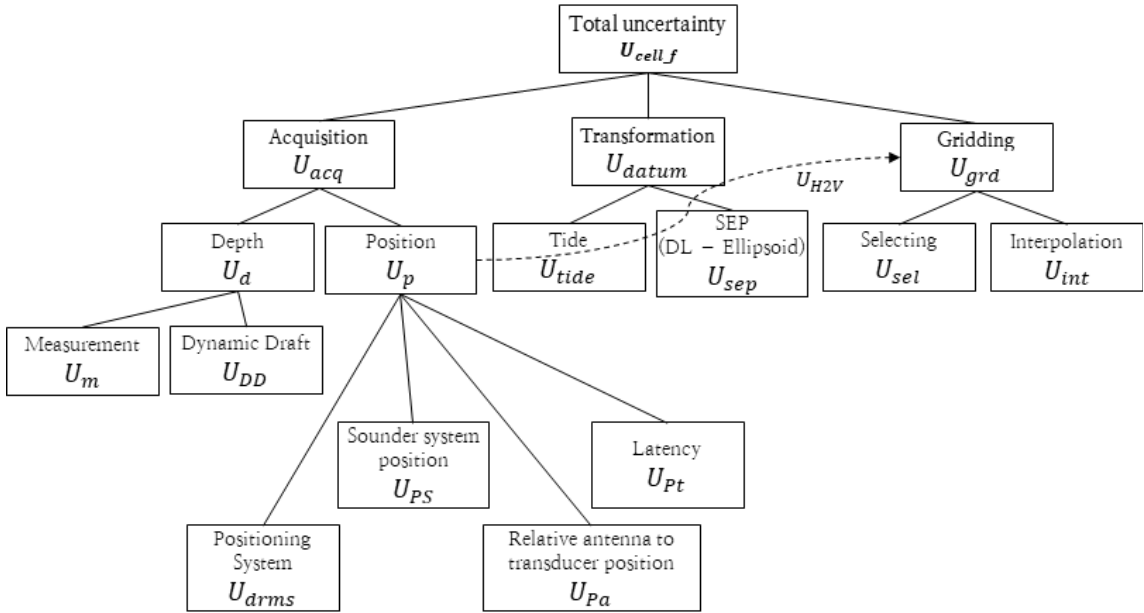 Total uncertainty
U_cell_f
Acquisition
U_acq
Transformation
U_datum
Gridding
U_grd
U_H2V
Depth
U_d
Position
U_p
Tide
U_tide
SEP
(DL – Ellipsoid)
U_sep
Selecting
U_sel
Interpolation
U_int
Measurement
U_m
Dynamic Draft
U_DD
Sounder system
position
U_PS
Latency
U_Pt
Positioning
System
U_drms
Relative antenna to
transducer position
U_Pa